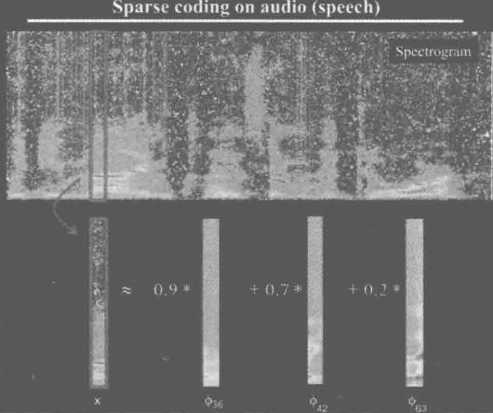 Sparse coding on audio (speech)
Spectrogram
≈ 0.9 * + 0.7 * + 0.2 *
x ϕ36 ϕ42 ϕ63